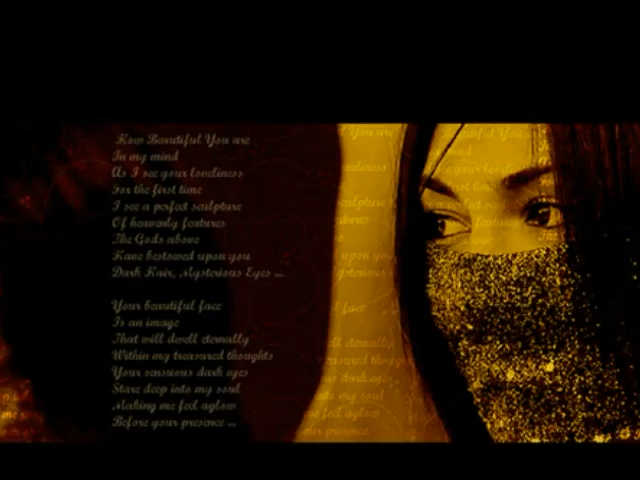 How Beautiful You are
In my mind
As I see your loveliness
For the first time
I see a perfect sculpture
Of heavenly features
The Gods above
Have bestowed upon you
Dark Hair, Mysterious Eyes ...
Your beautiful face
Is an image
That will dwell eternally
Within my treasured thoughts
Your sensuous dark eyes
Stare deep into my soul
Making me feel aglow
Before your presence ...